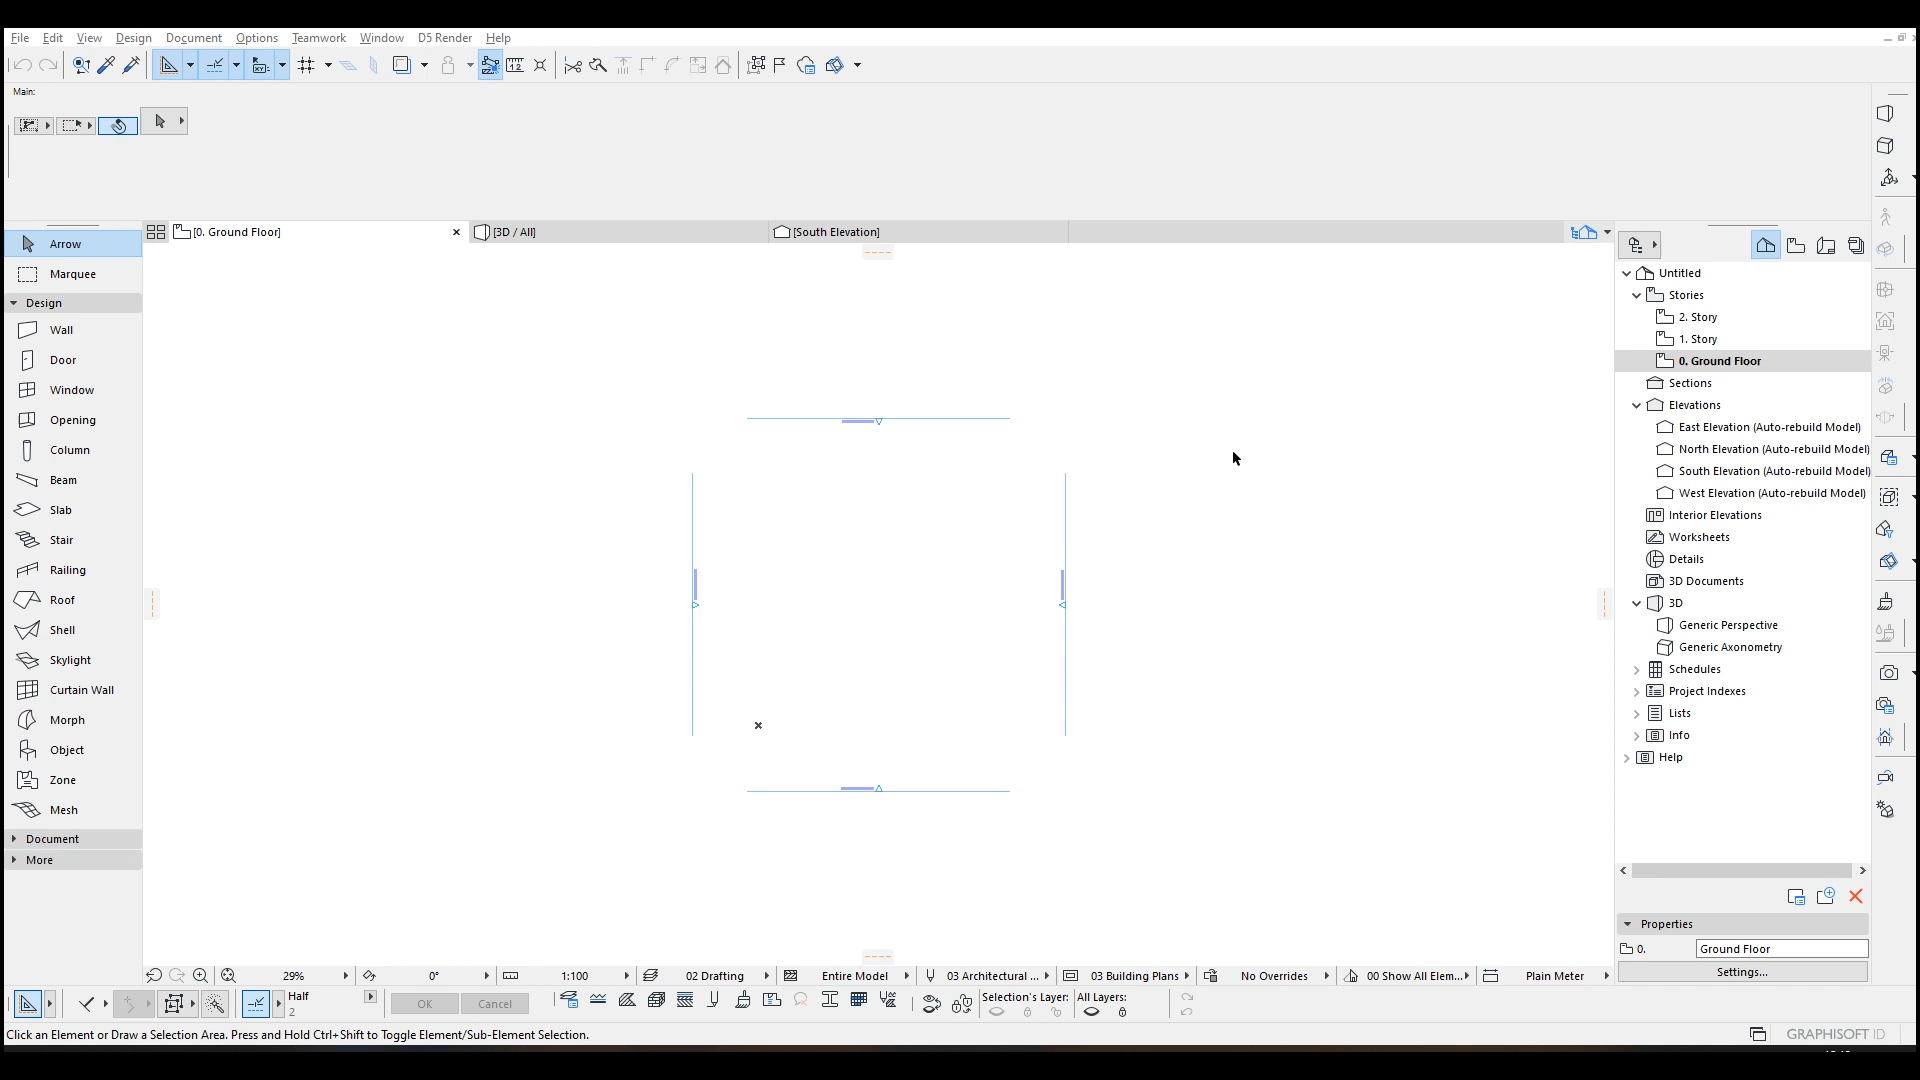 File Edit View Design Document Options Teamwork Window D5 Render Help
Main:
[0. Ground Floor]
[3D / All]
[South Elevation]
Arrow
Marquee
Design
Wall
Door
Window
Opening
Column
Beam
Slab
Stair
Railing
Roof
Shell
Skylight
Curtain Wall
Morph
Object
Zone
Mesh
Document
More
Untitled
Stories
2. Story
1. Story
0. Ground Floor
Sections
Elevations
East Elevation (Auto-rebuild Model)
North Elevation (Auto-rebuild Model)
South Elevation (Auto-rebuild Model)
West Elevation (Auto-rebuild Model)
Interior Elevations
Worksheets
Details
3D Documents
3D
Generic Perspective
Generic Axonometry
Schedules
Project Indexes
Lists
Info
Help
Properties
0. Ground Floor
Settings...
29% 0° 1:100 02 Drafting Entire Model 03 Architectural ... 03 Building Plans No Overrides 00 Show All Elem... Plain Meter
Half
2
OK Cancel
Selection's Layer: All Layers:
Click an Element or Draw a Selection Area. Press and Hold Ctrl+Shift to Toggle Element/Sub-Element Selection.
GRAPHISOFT ID